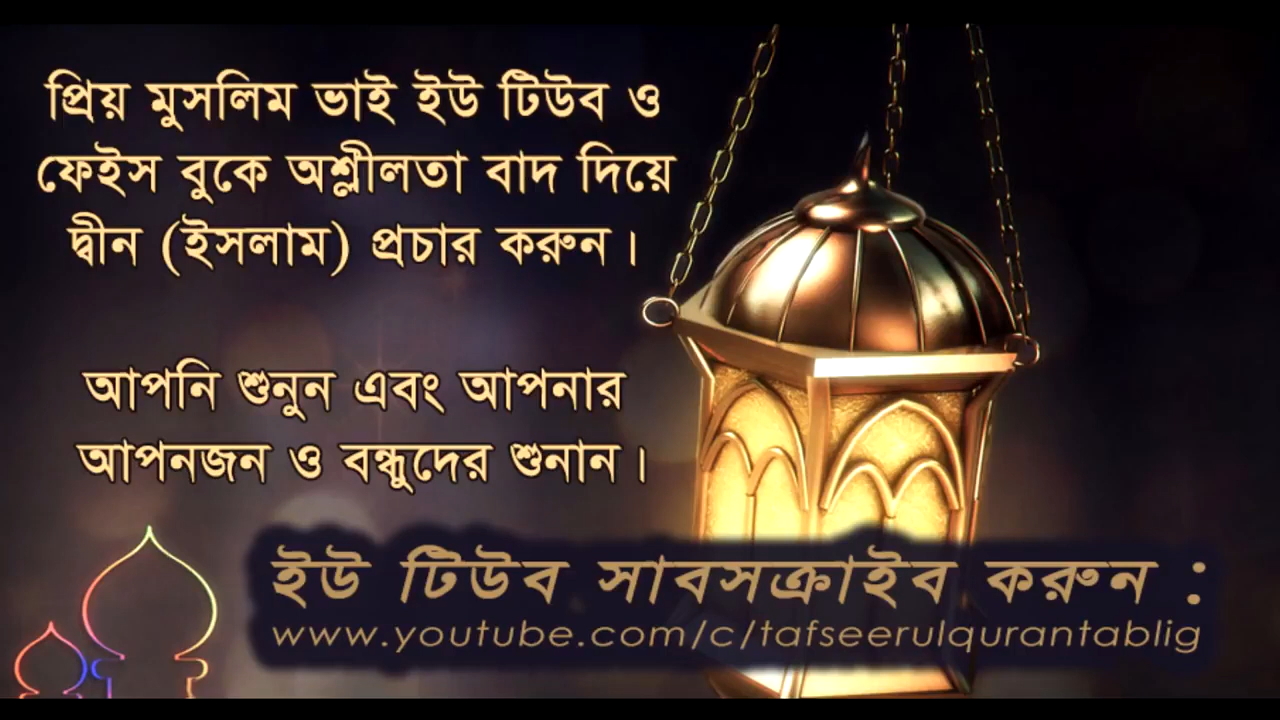 প্রিয় মুসলিম ভাই ইউ টিউব ও
ফেইস বুকে অশ্লীলতা বাদ দিয়ে
দ্বীন (ইসলাম) প্রচার করুন।
আপনি শুনুন এবং আপনার
আপনজন ও বন্ধুদের শুনান।
ইউ টিউব সাবসক্রাইব করুন :
www.youtube.com/c/tafseerulqurantablig